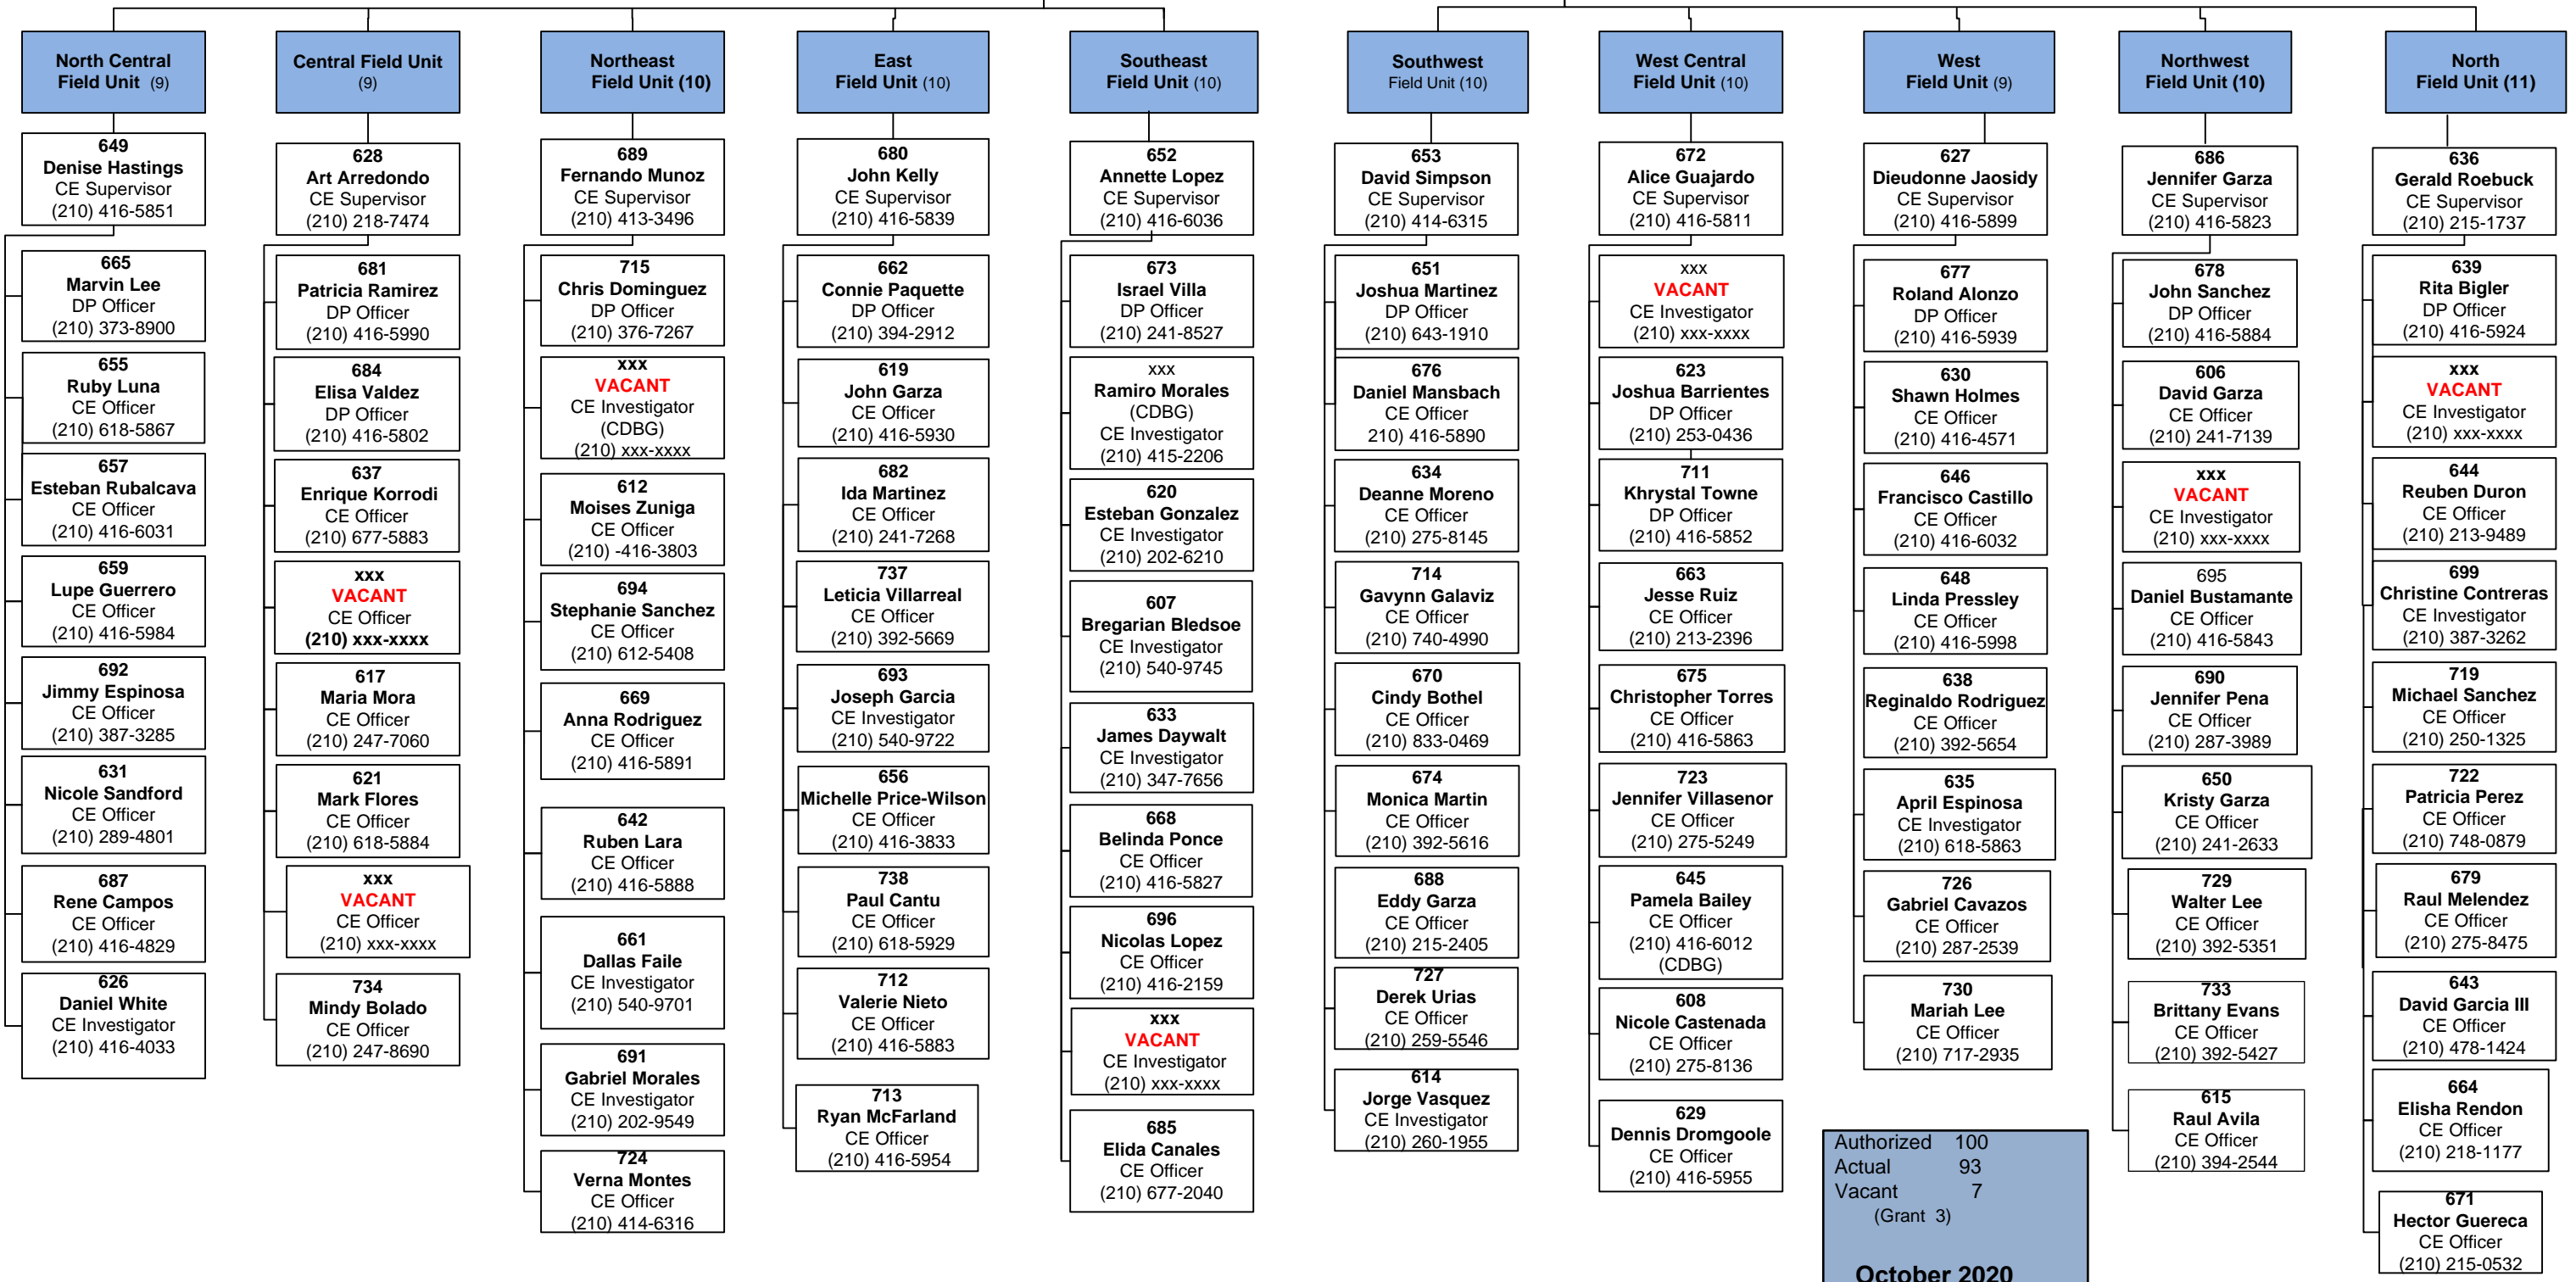 North Central
Field Unit (9)
649
Denise Hastings
CE Supervisor
(210) 416-5851
665
Marvin Lee
DP Officer
(210) 373-8900
655
Ruby Luna
CE Officer
(210) 618-5867
657
Esteban Rubalcava
CE Officer
(210) 416-6031
659
Lupe Guerrero
CE Officer
(210) 416-5984
692
Jimmy Espinosa
CE Officer
(210) 387-3285
631
Nicole Sandford
CE Officer
(210) 289-4801
687
Rene Campos
CE Officer
(210) 416-4829
626
Daniel White
CE Investigator
(210) 416-4033
Central Field Unit
(9)
628
Art Arredondo
CE Supervisor
(210) 218-7474
681
Patricia Ramirez
DP Officer
(210) 416-5990
684
Elisa Valdez
DP Officer
(210) 416-5802
637
Enrique Korrodi
CE Officer
(210) 677-5883
xxx
VACANT
CE Officer
(210) xxx-xxxx
617
Maria Mora
CE Officer
(210) 247-7060
621
Mark Flores
CE Officer
(210) 618-5884
xxx
VACANT
CE Officer
(210) xxx-xxxx
734
Mindy Bolado
CE Officer
(210) 247-8690
Northeast
Field Unit (10)
689
Fernando Munoz
CE Supervisor
(210) 413-3496
715
Chris Dominguez
DP Officer
(210) 376-7267
xxx
VACANT
CE Investigator
(CDBG)
(210) xxx-xxxx
612
Moises Zuniga
CE Officer
(210) -416-3803
694
Stephanie Sanchez
CE Officer
(210) 612-5408
669
Anna Rodriguez
CE Officer
(210) 416-5891
642
Ruben Lara
CE Officer
(210) 416-5888
661
Dallas Faile
CE Investigator
(210) 540-9701
691
Gabriel Morales
CE Investigator
(210) 202-9549
724
Verna Montes
CE Officer
(210) 414-6316
East
Field Unit (10)
680
John Kelly
CE Supervisor
(210) 416-5839
662
Connie Paquette
DP Officer
(210) 394-2912
619
John Garza
CE Officer
(210) 416-5930
682
Ida Martinez
CE Officer
(210) 241-7268
737
Leticia Villarreal
CE Officer
(210) 392-5669
693
Joseph Garcia
CE Investigator
(210) 540-9722
656
Michelle Price-Wilson
CE Officer
(210) 416-3833
738
Paul Cantu
CE Officer
(210) 618-5929
712
Valerie Nieto
CE Officer
(210) 416-5883
713
Ryan McFarland
CE Officer
(210) 416-5954
Southeast
Field Unit (10)
652
Annette Lopez
CE Supervisor
(210) 416-6036
673
Israel Villa
DP Officer
(210) 241-8527
xxx
Ramiro Morales
(CDBG)
CE Investigator
(210) 415-2206
620
Esteban Gonzalez
CE Investigator
(210) 202-6210
607
Bregarian Bledsoe
CE Investigator
(210) 540-9745
633
James Daywalt
CE Investigator
(210) 347-7656
668
Belinda Ponce
CE Officer
(210) 416-5827
696
Nicolas Lopez
CE Officer
(210) 416-2159
xxx
VACANT
CE Investigator
(210) xxx-xxxx
685
Elida Canales
CE Officer
(210) 677-2040
Southwest
Field Unit (10)
653
David Simpson
CE Supervisor
(210) 414-6315
651
Joshua Martinez
DP Officer
(210) 643-1910
676
Daniel Mansbach
CE Officer
210) 416-5890
634
Deanne Moreno
CE Officer
(210) 275-8145
714
Gavynn Galaviz
CE Officer
(210) 740-4990
670
Cindy Bothel
CE Officer
(210) 833-0469
674
Monica Martin
CE Officer
(210) 392-5616
688
Eddy Garza
CE Officer
(210) 215-2405
727
Derek Urias
CE Officer
(210) 259-5546
614
Jorge Vasquez
CE Investigator
(210) 260-1955
West Central
Field Unit (10)
672
Alice Guajardo
CE Supervisor
(210) 416-5811
xxx
VACANT
CE Investigator
(210) xxx-xxxx
623
Joshua Barrientes
DP Officer
(210) 253-0436
711
Khrystal Towne
DP Officer
(210) 416-5852
663
Jesse Ruiz
CE Officer
(210) 213-2396
675
Christopher Torres
CE Officer
(210) 416-5863
723
Jennifer Villasenor
CE Officer
(210) 275-5249
645
Pamela Bailey
CE Officer
(210) 416-6012
(CDBG)
608
Nicole Castenada
CE Officer
(210) 275-8136
629
Dennis Dromgoole
CE Officer
(210) 416-5955
West
Field Unit (9)
627
Dieudonne Jaosidy
CE Supervisor
(210) 416-5899
677
Roland Alonzo
DP Officer
(210) 416-5939
630
Shawn Holmes
CE Officer
(210) 416-4571
646
Francisco Castillo
CE Officer
(210) 416-6032
648
Linda Pressley
CE Officer
(210) 416-5998
638
Reginaldo Rodriguez
CE Officer
(210) 392-5654
635
April Espinosa
CE Investigator
(210) 618-5863
726
Gabriel Cavazos
CE Officer
(210) 287-2539
730
Mariah Lee
CE Officer
(210) 717-2935
Northwest
Field Unit (10)
686
Jennifer Garza
CE Supervisor
(210) 416-5823
678
John Sanchez
DP Officer
(210) 416-5884
606
David Garza
CE Officer
(210) 241-7139
xxx
VACANT
CE Investigator
(210) xxx-xxxx
695
Daniel Bustamante
CE Officer
(210) 416-5843
690
Jennifer Pena
CE Officer
(210) 287-3989
650
Kristy Garza
CE Officer
(210) 241-2633
729
Walter Lee
CE Officer
(210) 392-5351
733
Brittany Evans
CE Officer
(210) 392-5427
615
Raul Avila
CE Officer
(210) 394-2544
North
Field Unit (11)
636
Gerald Roebuck
CE Supervisor
(210) 215-1737
639
Rita Bigler
DP Officer
(210) 416-5924
xxx
VACANT
CE Investigator
(210) xxx-xxxx
644
Reuben Duron
CE Officer
(210) 213-9489
699
Christine Contreras
CE Investigator
(210) 387-3262
719
Michael Sanchez
CE Officer
(210) 250-1325
722
Patricia Perez
CE Officer
(210) 748-0879
679
Raul Melendez
CE Officer
(210) 275-8475
643
David Garcia III
CE Officer
(210) 478-1424
664
Elisha Rendon
CE Officer
(210) 218-1177
671
Hector Guereca
CE Officer
(210) 215-0532
Authorized 100
Actual 93
Vacant 7
(Grant 3)
October 2020